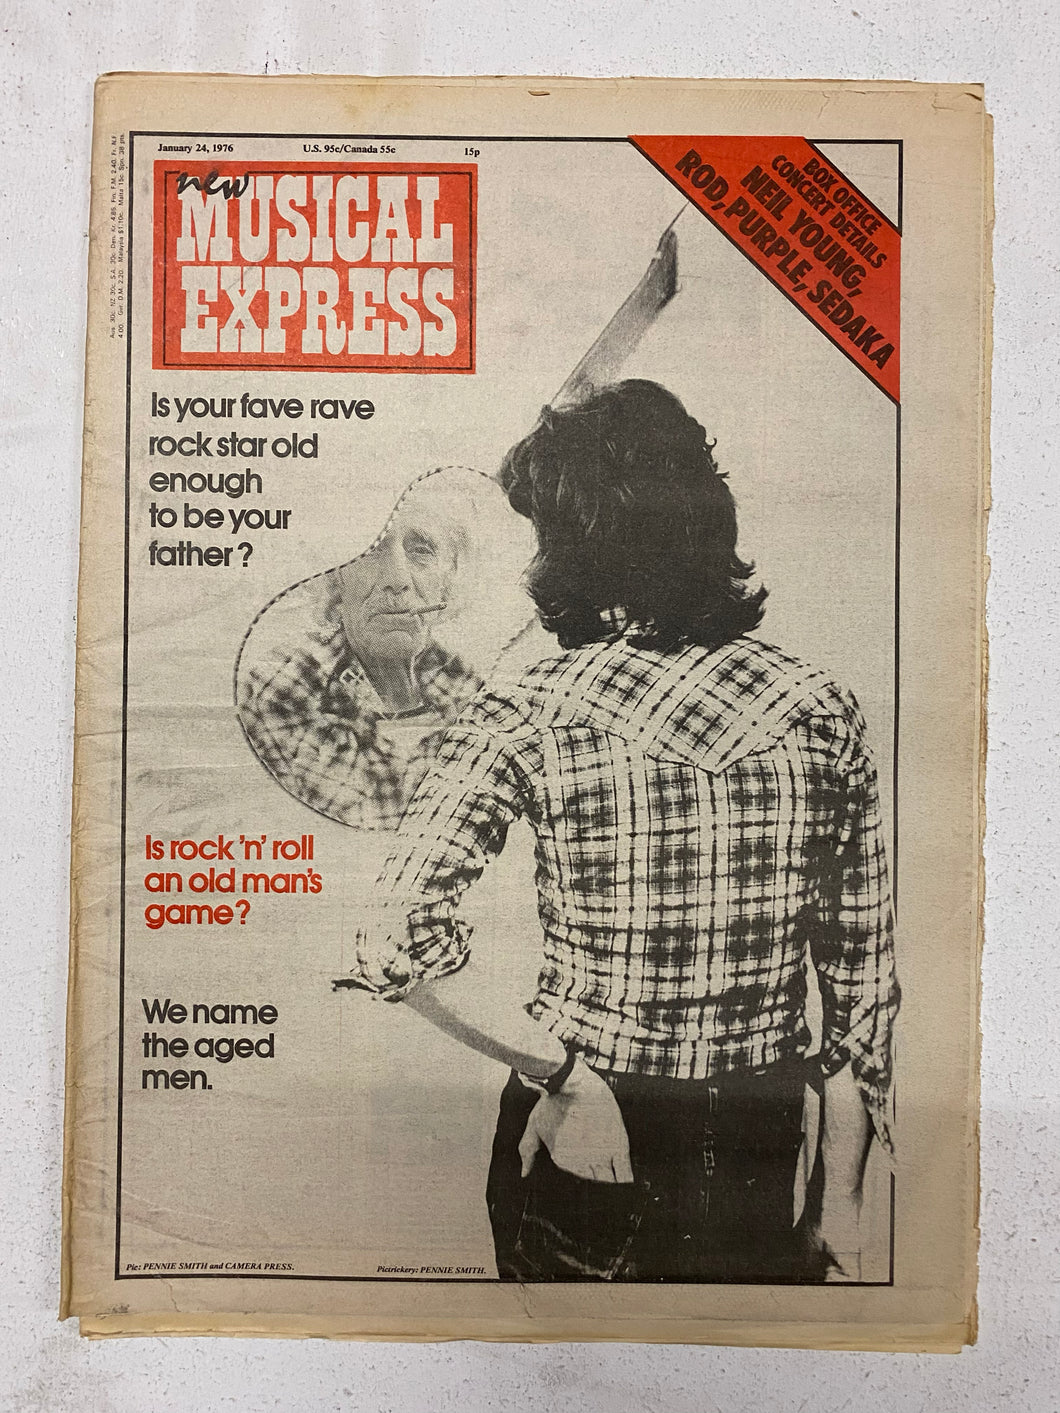 January 24, 1976 U.S. 95c/Canada 55c 15p
new
MUSICAL
EXPRESS
BOX OFFICE
CONCERT DETAILS
NEIL YOUNG,
ROD, PURPLE, SEDAKA
Is your fave rave
rock star old
enough
to be your
father?
Is rock 'n' roll
an old man's
game?
We name
the aged
men.
Pic: PENNIE SMITH and CAMERA PRESS.
Pictrickery: PENNIE SMITH.